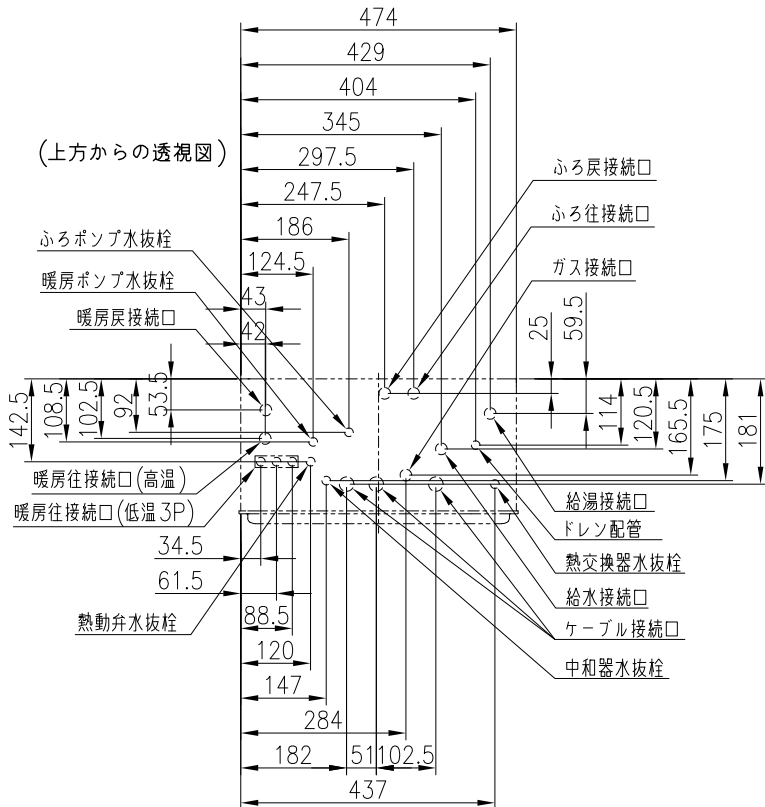 474
429
404
345
(上方からの透視図)
297.5
ふろ戻接続口
247.5
ふろ往接続口
186
ふろポンプ水抜栓
124.5
ガス接続口
暖房ポンプ水抜栓
43
暖房戻接続口
42
25
59.5
142.5
108.5
102.5
92
53.5
114
120.5
165.5
175
181
暖房往接続口(高温)
暖房往接続口(低温3P)
給湯接続口
ドレン配管
34.5
熱交換器水抜栓
61.5
給水接続口
88.5
熱動弁水抜栓
ケーブル接続口
120
中和器水抜栓
147
284
182
51
102.5
437